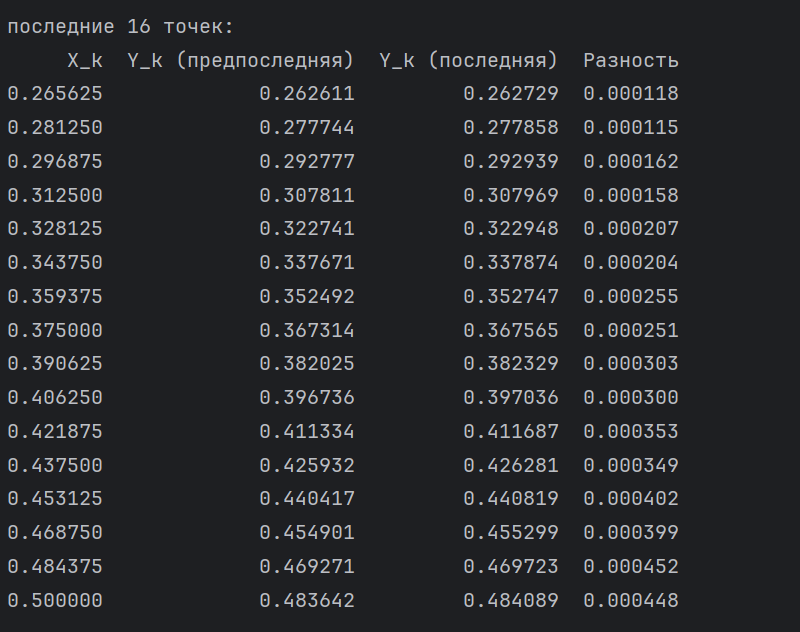 последние 16 точек:
X_k Y_k (предпоследняя) Y_k (последняя) Разность
0.265625 0.262611 0.262729 0.000118
0.281250 0.277744 0.277858 0.000115
0.296875 0.292777 0.292939 0.000162
0.312500 0.307811 0.307969 0.000158
0.328125 0.322741 0.322948 0.000207
0.343750 0.337671 0.337874 0.000204
0.359375 0.352492 0.352747 0.000255
0.375000 0.367314 0.367565 0.000251
0.390625 0.382025 0.382329 0.000303
0.406250 0.396736 0.397036 0.000300
0.421875 0.411334 0.411687 0.000353
0.437500 0.425932 0.426281 0.000349
0.453125 0.440417 0.440819 0.000402
0.468750 0.454901 0.455299 0.000399
0.484375 0.469271 0.469723 0.000452
0.500000 0.483642 0.484089 0.000448